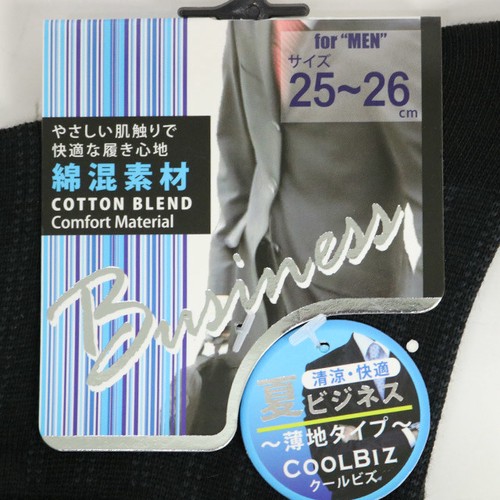 for "MEN"
サイズ
25～26
cm
やさしい肌触りで
快適な履き心地
綿混素材
COTTON BLEND
Comfort Material
Business
清涼・快適
夏ビジネス
～薄地タイプ～
COOLBIZ
クールビズ